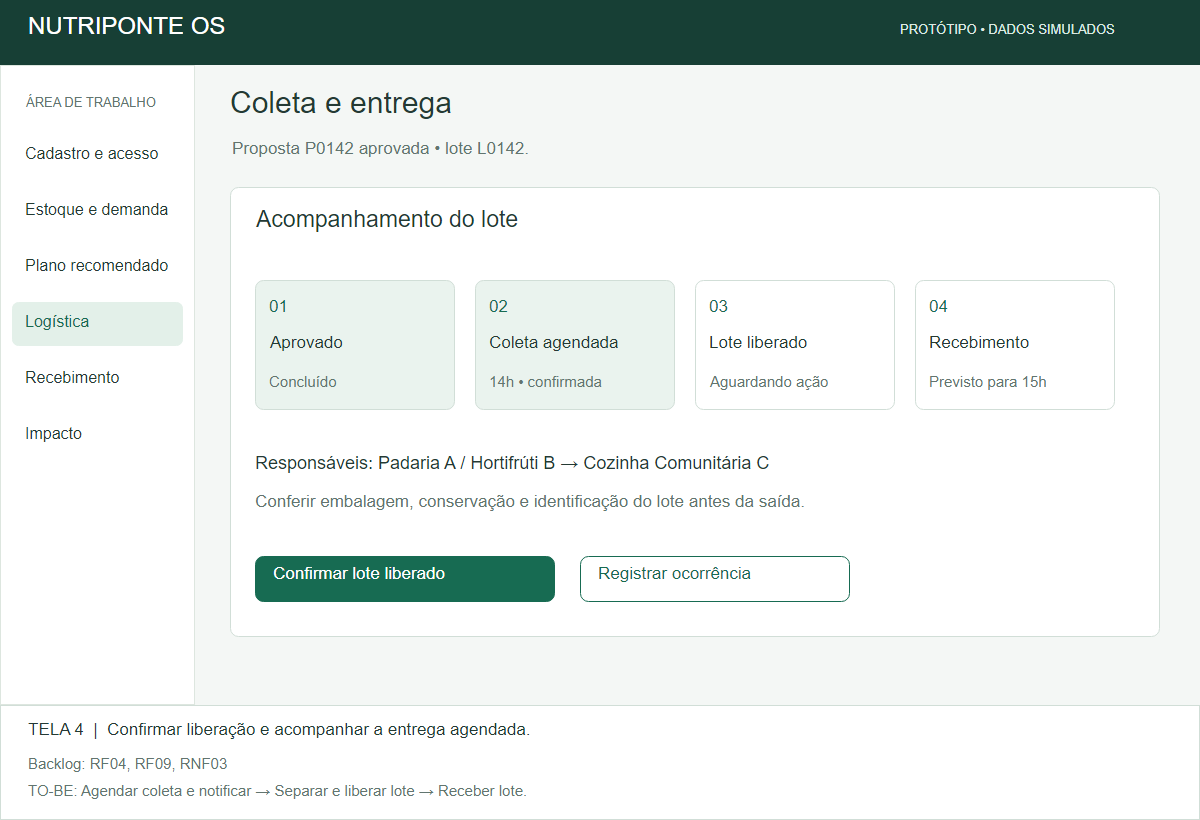 NUTRIPONTE OS
PROTÓTIPO • DADOS SIMULADOS
ÁREA DE TRABALHO
Cadastro e acesso
Estoque e demanda
Plano recomendado
Logística
Recebimento
Impacto
Coleta e entrega
Proposta P0142 aprovada • lote L0142.
Acompanhamento do lote
01
Aprovado
Concluído
02
Coleta agendada
14h • confirmada
03
Lote liberado
Aguardando ação
04
Recebimento
Previsto para 15h
Responsáveis: Padaria A / Hortifrúti B → Cozinha Comunitária C
Conferir embalagem, conservação e identificação do lote antes da saída.
Confirmar lote liberado
Registrar ocorrência
TELA 4 | Confirmar liberação e acompanhar a entrega agendada.
Backlog: RF04, RF09, RNF03
TO-BE: Agendar coleta e notificar → Separar e liberar lote → Receber lote.